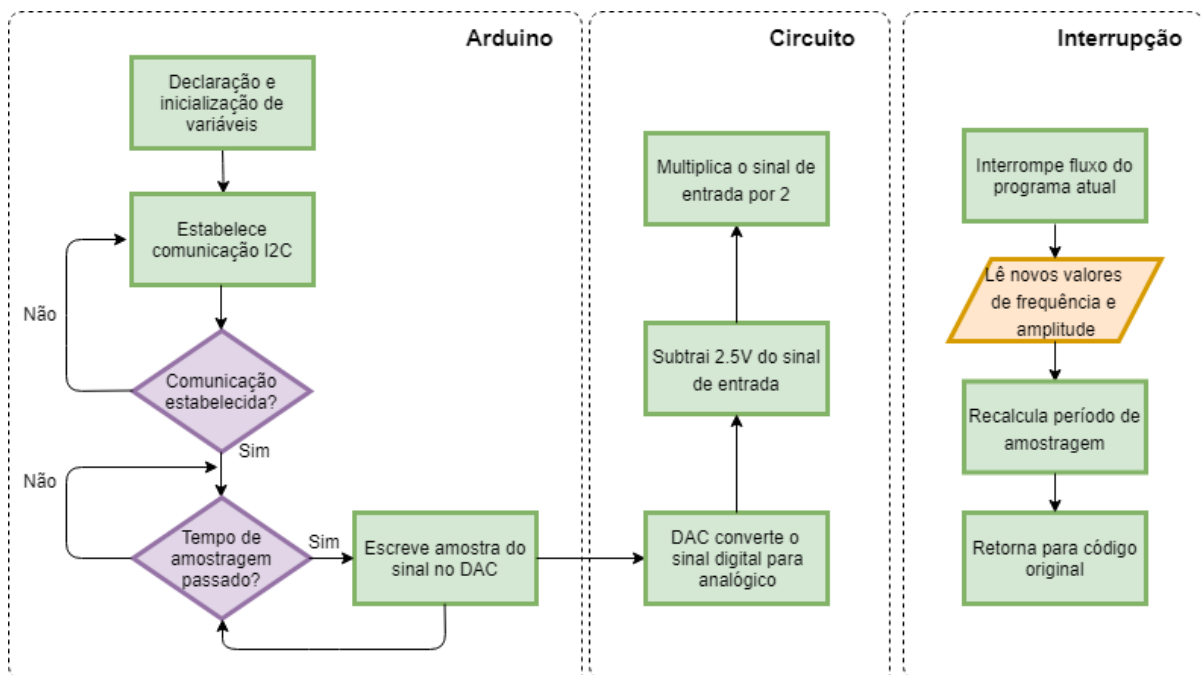 Arduino
Declaração e
inicialização de
variáveis
Estabelece
comunicação I2C
Não
Comunicação
estabelecida?
Sim
Não
Tempo de
amostragem
passado?
Sim
Escreve amostra do
sinal no DAC
Circuito
Multiplica o sinal de
entrada por 2
Subtrai 2.5V do sinal
de entrada
DAC converte o
sinal digital para
analógico
Interrupção
Interrompe fluxo do
programa atual
Lê novos valores
de frequência e
amplitude
Recalcula período de
amostragem
Retorna para código
original